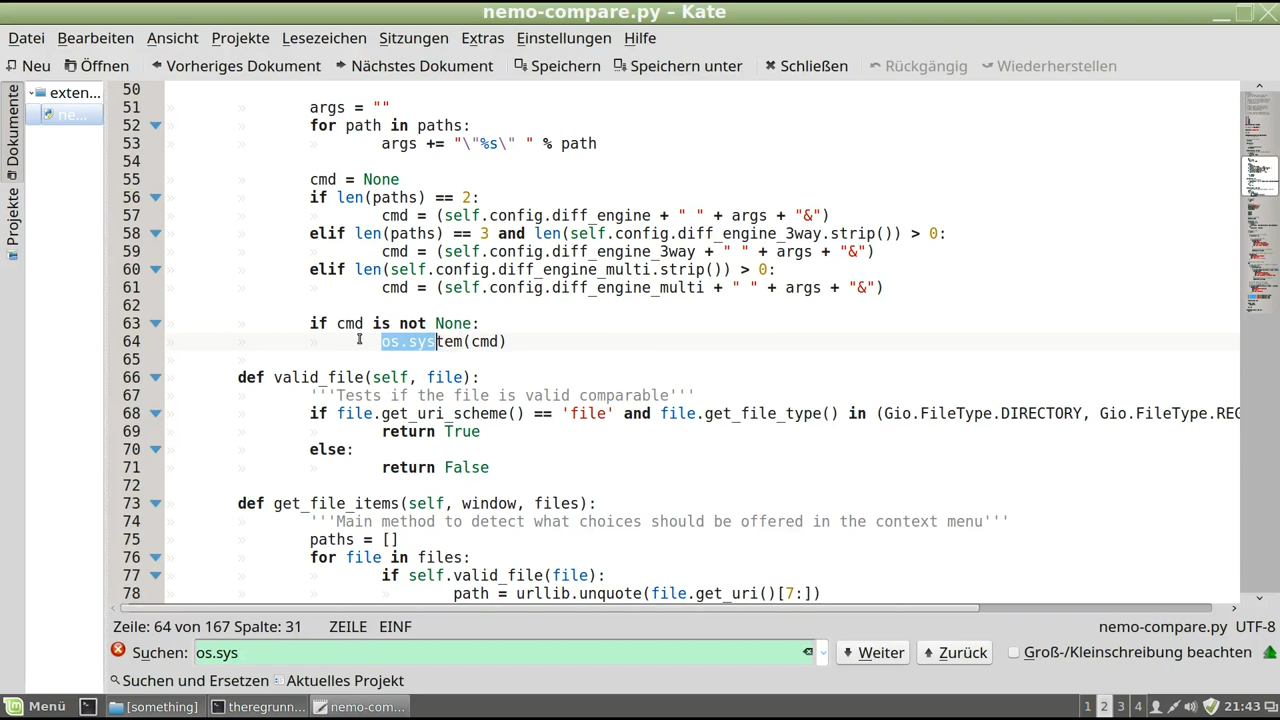 nemo-compare.py – Kate
Datei Bearbeiten Ansicht Projekte Lesezeichen Sitzungen Extras Einstellungen Hilfe
Neu Öffnen Vorheriges Dokument Nächstes Dokument Speichern Speichern unter Schließen Rückgängig Wiederherstellen
Dokumente
Projekte
exten...
ne...
50
51 args = ""
52 for path in paths:
53 args += "\"%s\" " % path
54
55 cmd = None
56 if len(paths) == 2:
57 cmd = (self.config.diff_engine + " " + args + "&")
58 elif len(paths) == 3 and len(self.config.diff_engine_3way.strip()) > 0:
59 cmd = (self.config.diff_engine_3way + " " + args + "&")
60 elif len(self.config.diff_engine_multi.strip()) > 0:
61 cmd = (self.config.diff_engine_multi + " " + args + "&")
62
63 if cmd is not None:
64 os.system(cmd)
65
66 def valid_file(self, file):
67 '''Tests if the file is valid comparable'''
68 if file.get_uri_scheme() == 'file' and file.get_file_type() in (Gio.FileType.DIRECTORY, Gio.FileType.REG
69 return True
70 else:
71 return False
72
73 def get_file_items(self, window, files):
74 '''Main method to detect what choices should be offered in the context menu'''
75 paths = []
76 for file in files:
77 if self.valid_file(file):
78 path = urllib.unquote(file.get_uri()[7:])
Zeile: 64 von 167 Spalte: 31 ZEILE EINF nemo-compare.py UTF-8
Suchen: os.sys Weiter Zurück Groß-/Kleinschreibung beachten
Suchen und Ersetzen Aktuelles Projekt
Menü [something] theregrunn... nemo-com... 1 2 3 4 21:43